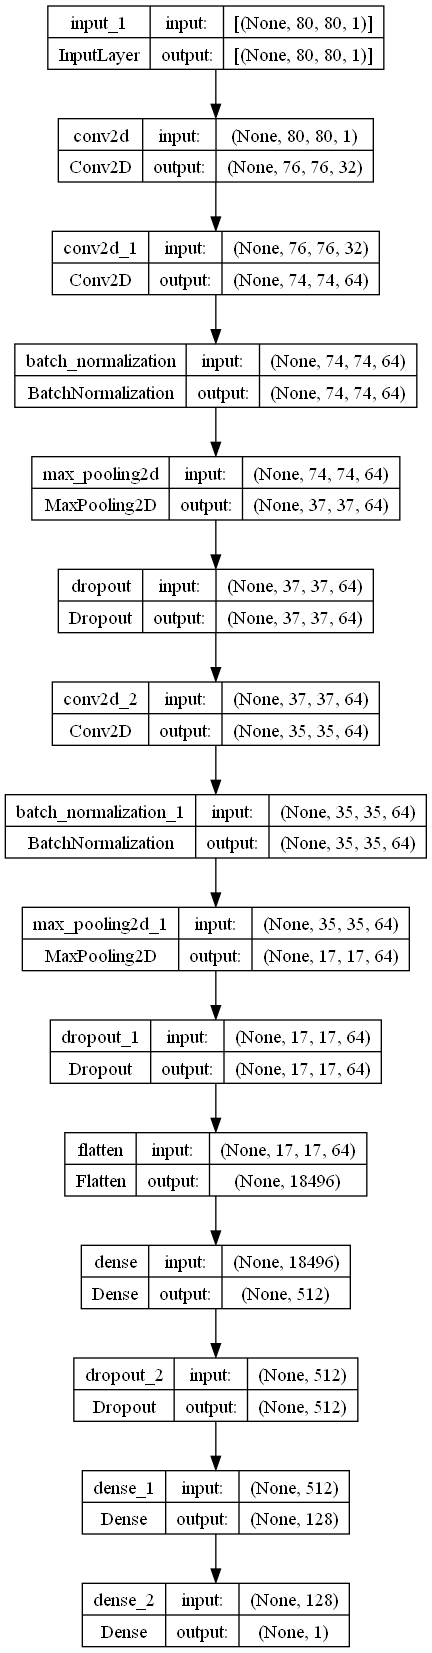 input_1 input: [(None, 80, 80, 1)]
InputLayer output: [(None, 80, 80, 1)]
conv2d input: (None, 80, 80, 1)
Conv2D output: (None, 76, 76, 32)
conv2d_1 input: (None, 76, 76, 32)
Conv2D output: (None, 74, 74, 64)
batch_normalization input: (None, 74, 74, 64)
BatchNormalization output: (None, 74, 74, 64)
max_pooling2d input: (None, 74, 74, 64)
MaxPooling2D output: (None, 37, 37, 64)
dropout input: (None, 37, 37, 64)
Dropout output: (None, 37, 37, 64)
conv2d_2 input: (None, 37, 37, 64)
Conv2D output: (None, 35, 35, 64)
batch_normalization_1 input: (None, 35, 35, 64)
BatchNormalization output: (None, 35, 35, 64)
max_pooling2d_1 input: (None, 35, 35, 64)
MaxPooling2D output: (None, 17, 17, 64)
dropout_1 input: (None, 17, 17, 64)
Dropout output: (None, 17, 17, 64)
flatten input: (None, 17, 17, 64)
Flatten output: (None, 18496)
dense input: (None, 18496)
Dense output: (None, 512)
dropout_2 input: (None, 512)
Dropout output: (None, 512)
dense_1 input: (None, 512)
Dense output: (None, 128)
dense_2 input: (None, 128)
Dense output: (None, 1)